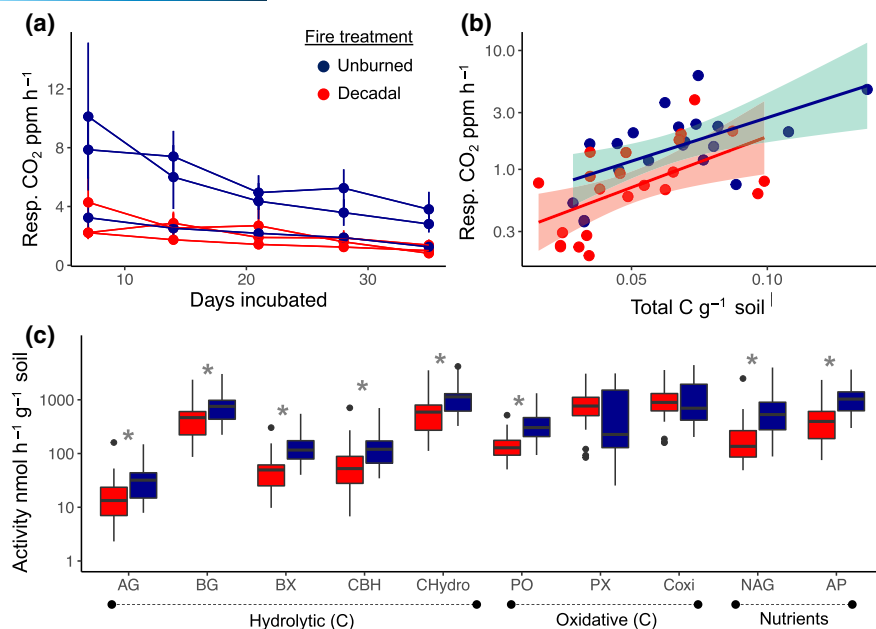 (a)
Resp. CO₂ ppm h⁻¹
12
8
4
0
10
20
30
Days incubated
Fire treatment
Unburned
Decadal
(b)
Resp. CO₂ ppm h⁻¹
10.0
3.0
1.0
0.3
0.05
0.10
Total C g⁻¹ soil
(c)
Activity nmol h⁻¹ g⁻¹ soil
1000
100
10
1
* * * * * * * *
AG BG BX CBH CHydro PO PX Coxi NAG AP
Hydrolytic (C) Oxidative (C) Nutrients